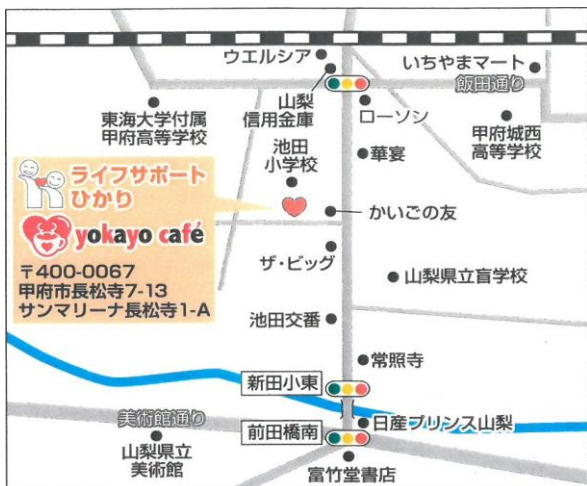 ウエルシア
いちやまマート
飯田通り
東海大学付属
甲府高等学校
山梨
信用金庫
ローソン
甲府城西
高等学校
池田
小学校
華宴
ライフサポート
ひかり
yokayo café
かいごの友
〒400-0067
甲府市長松寺7-13
サンマリーナ長松寺1-A
ザ・ビッグ
山梨県立盲学校
池田交番
常照寺
新田小東
美術館通り
日産プリンス山梨
前田橋南
山梨県立
美術館
富竹堂書店